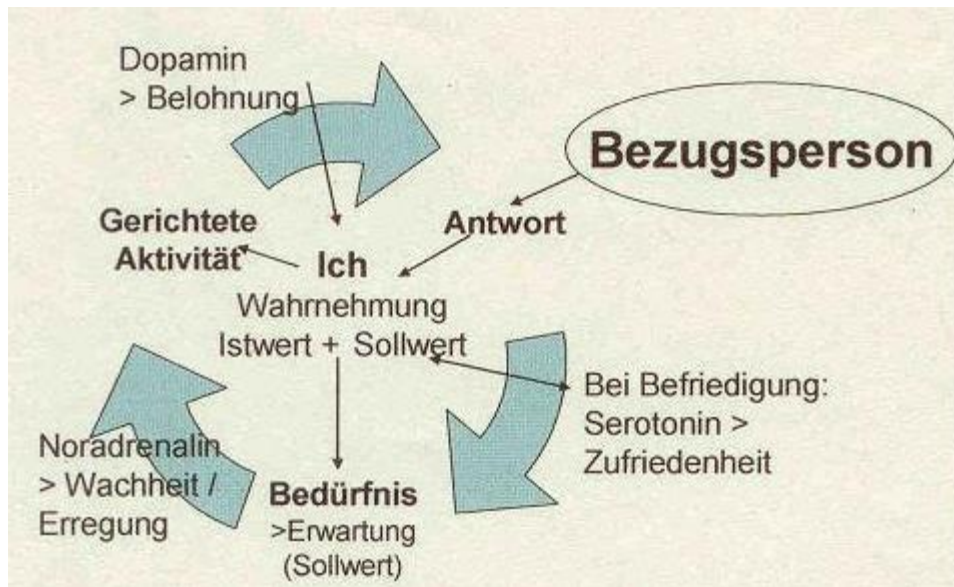 Dopamin
> Belohnung
Bezugsperson
Gerichtete
Aktivität
Antwort
Ich
Wahrnehmung
Istwert + Sollwert
Bei Befriedigung:
Serotonin >
Zufriedenheit
Noradrenalin
> Wachheit /
Erregung
Bedürfnis
>Erwartung
(Sollwert)